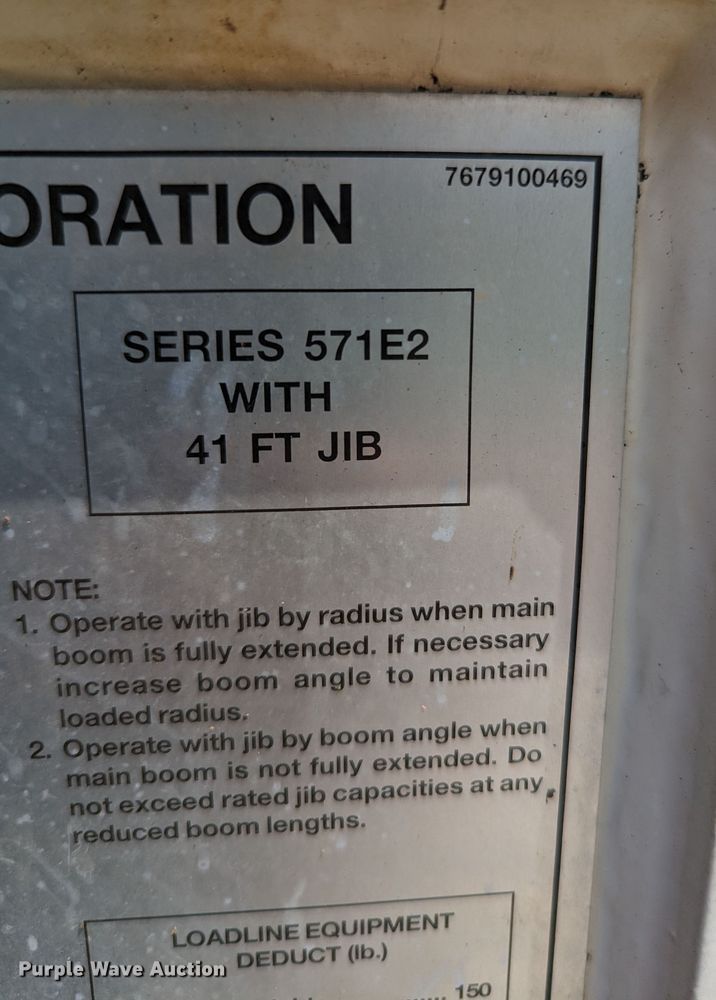 7679100469
ORATION
SERIES 571E2
WITH
41 FT JIB
NOTE:
1. Operate with jib by radius when main
boom is fully extended. If necessary
increase boom angle to maintain
loaded radius.
2. Operate with jib by boom angle when
main boom is not fully extended. Do
not exceed rated jib capacities at any
reduced boom lengths.
LOADLINE EQUIPMENT
DEDUCT (lb.)
150
Purple Wave Auction